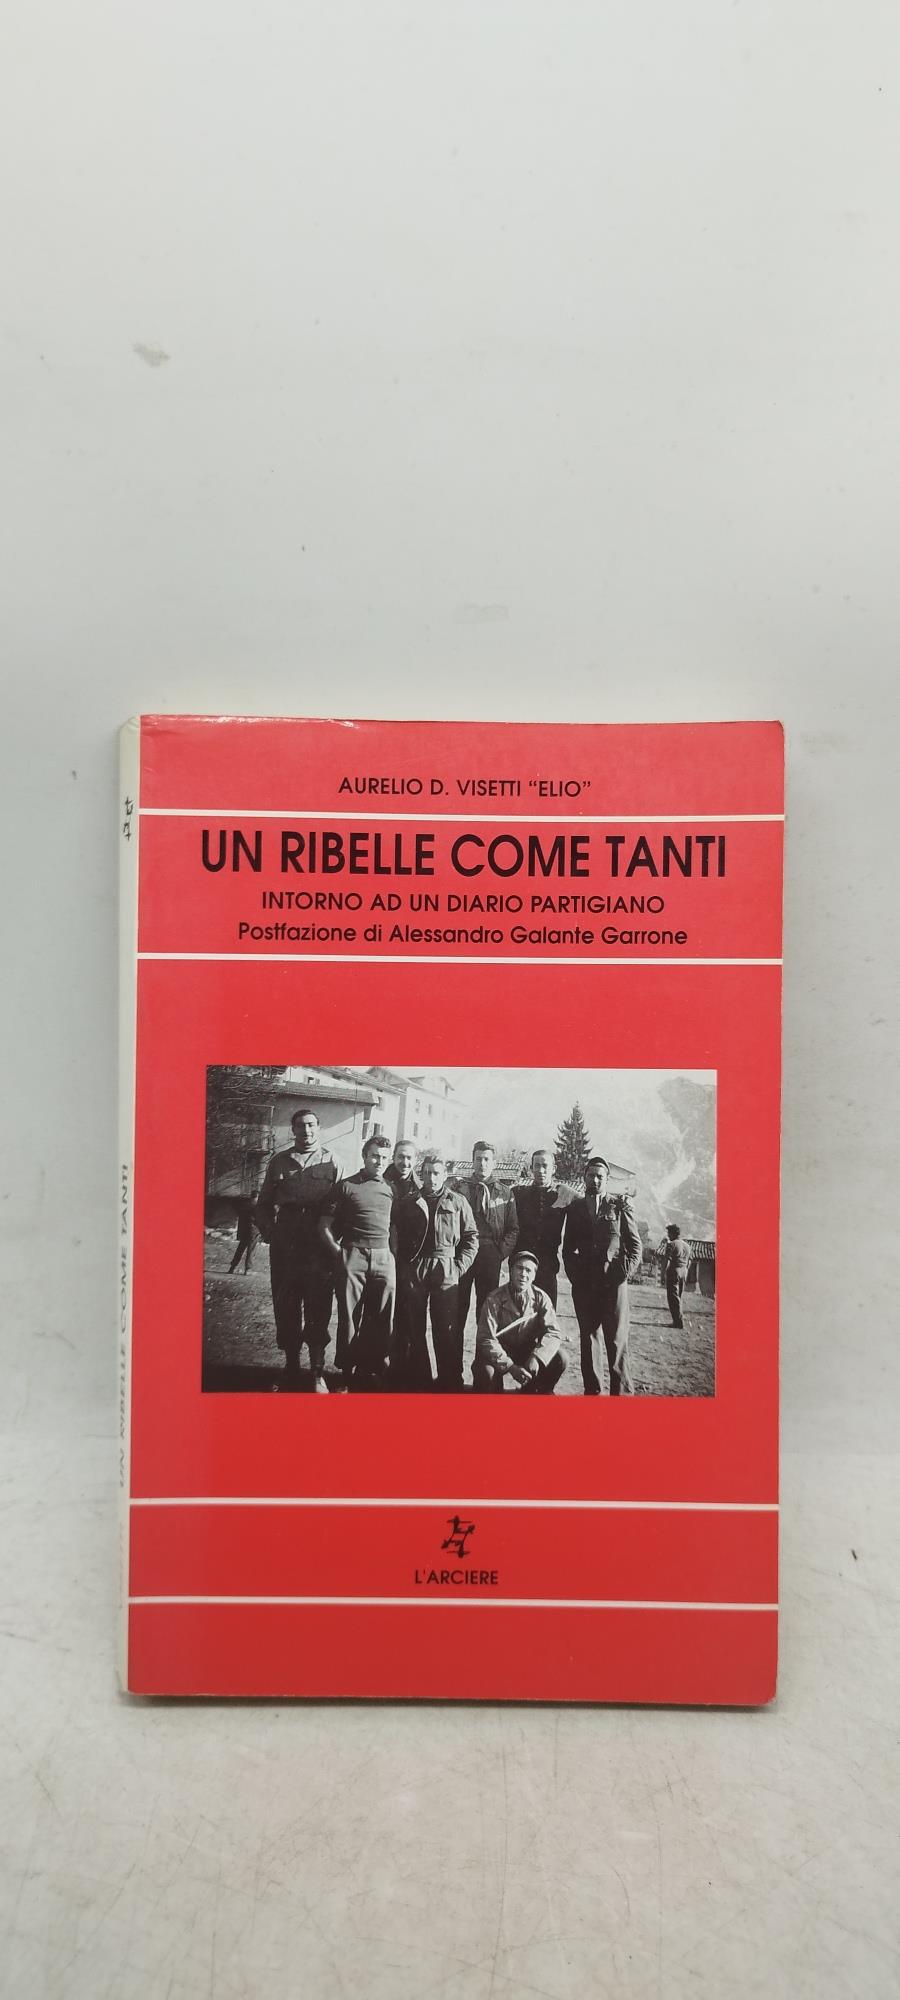 AURELIO D. VISETTI “ELIO”
UN RIBELLE COME TANTI
INTORNO AD UN DIARIO PARTIGIANO
Postfazione di Alessandro Galante Garrone
L'ARCIERE
UN RIBELLE COME TANTI